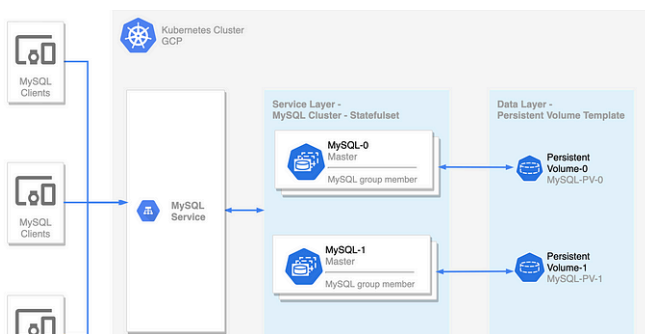 Kubernetes Cluster
GCP
MySQL
Clients
MySQL
Clients
MySQL
Service
Service Layer -
MySQL Cluster - Statefulset
MySQL-0
Master
MySQL group member
MySQL-1
Master
MySQL group member
Data Layer -
Persistent Volume Template
Persistent
Volume-0
MySQL-PV-0
Persistent
Volume-1
MySQL-PV-1